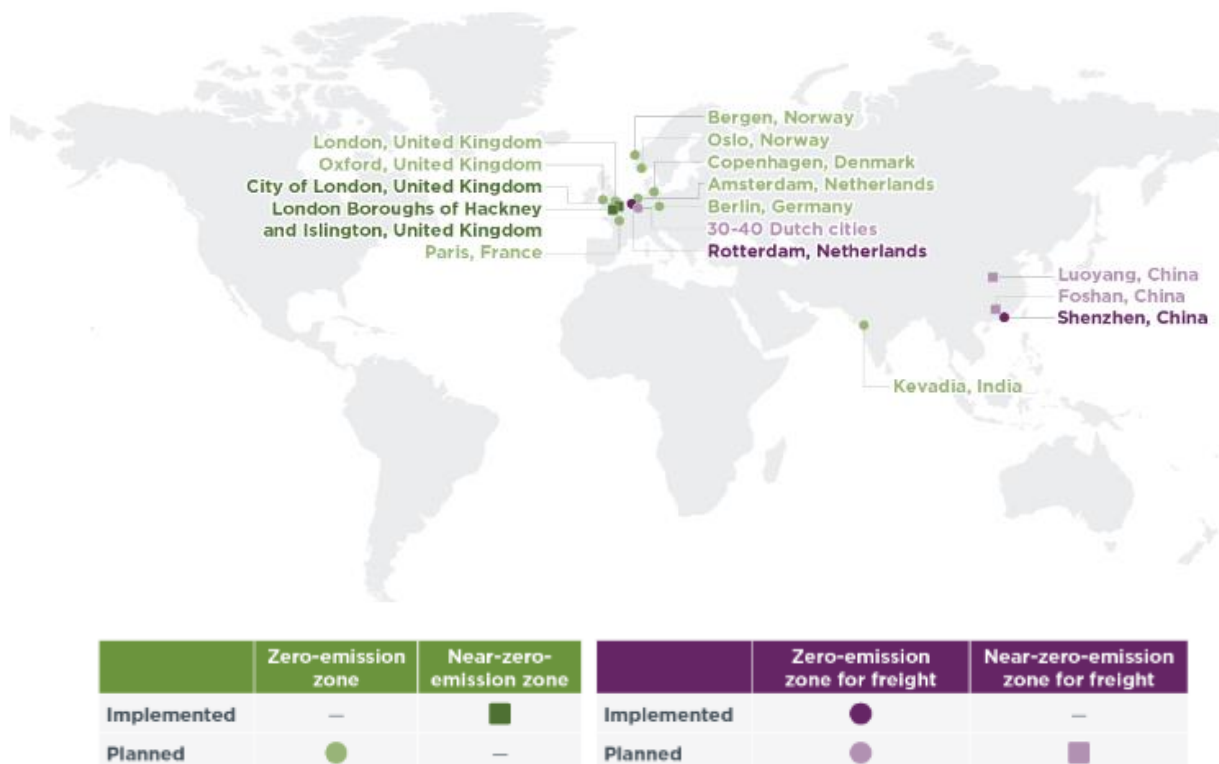 London, United Kingdom
Oxford, United Kingdom
City of London, United Kingdom
London Boroughs of Hackney
and Islington, United Kingdom
Paris, France
Bergen, Norway
Oslo, Norway
Copenhagen, Denmark
Amsterdam, Netherlands
Berlin, Germany
30-40 Dutch cities
Rotterdam, Netherlands
Luoyang, China
Foshan, China
Shenzhen, China
Kevadia, India
Zero-emission
zone
Near-zero-
emission zone
Implemented –
Planned –
Zero-emission
zone for freight
Near-zero-emission
zone for freight
Implemented –
Planned